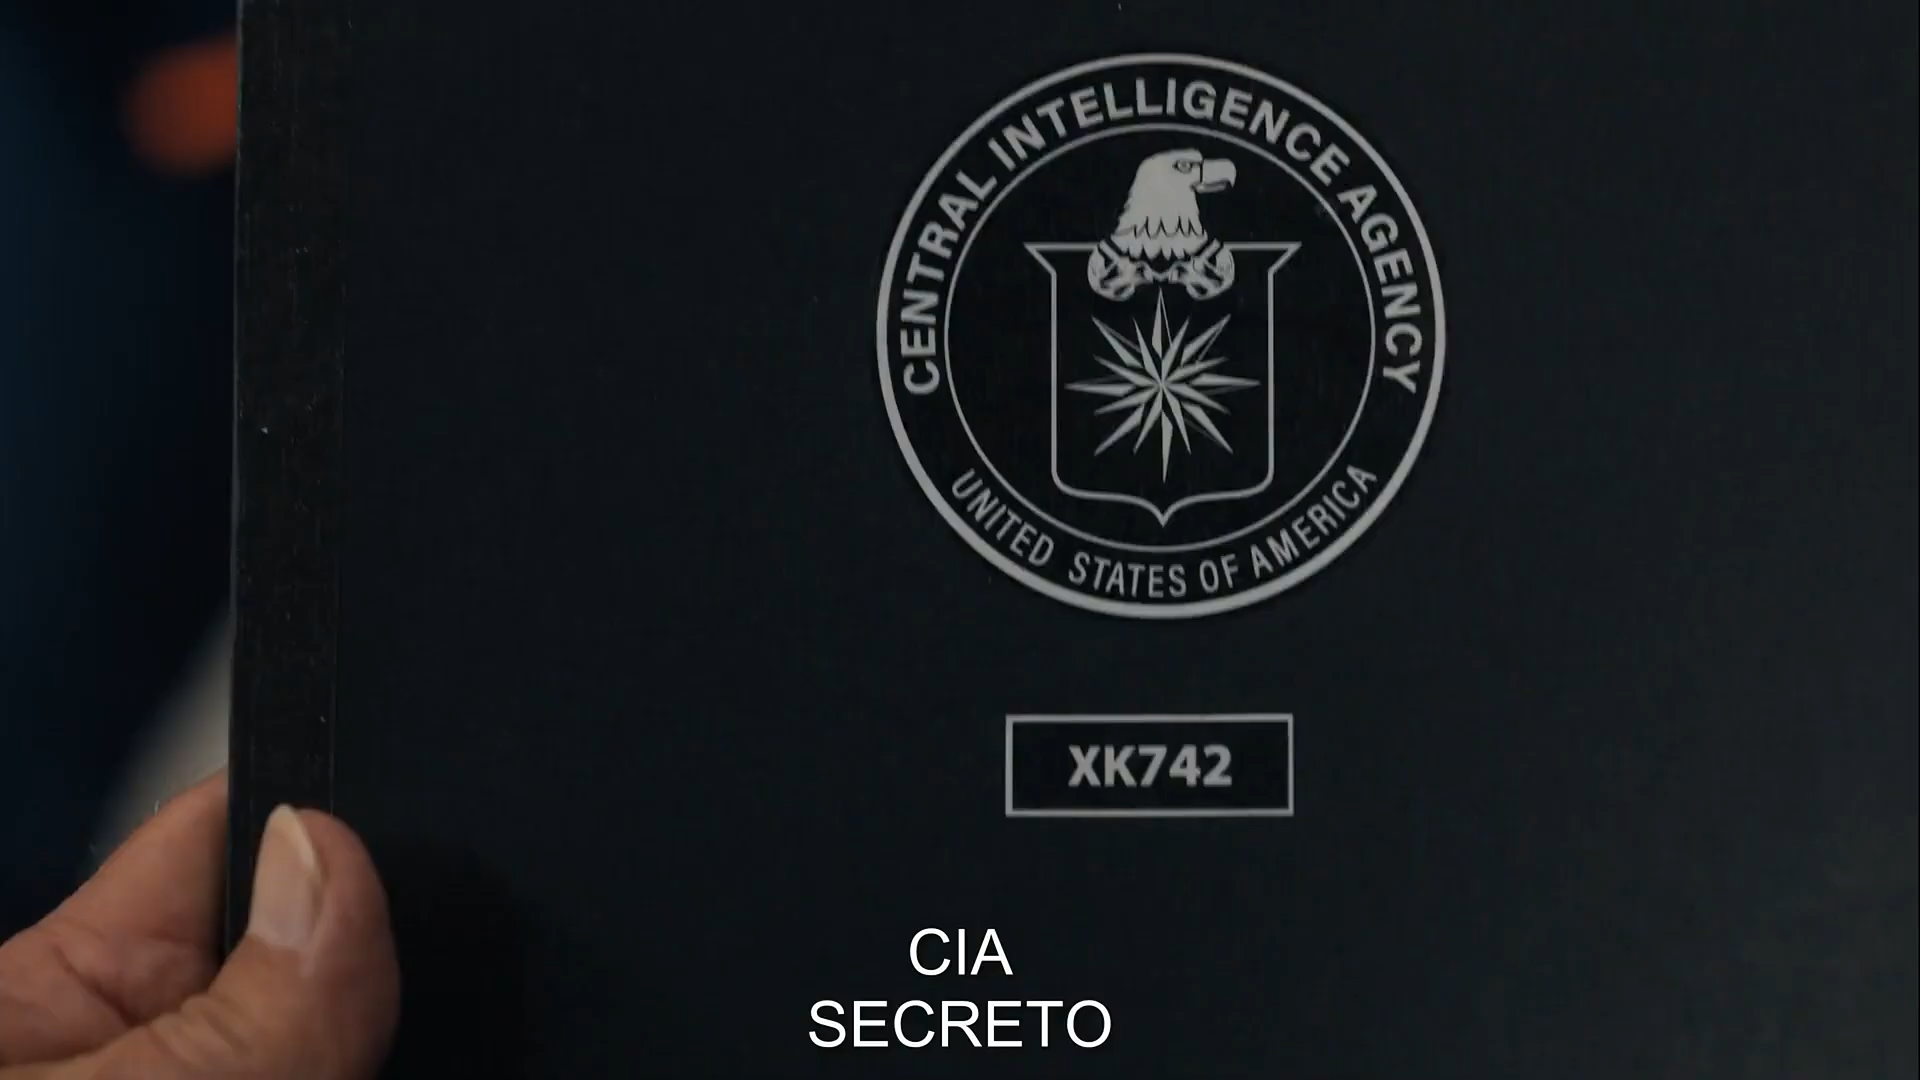 CENTRAL INTELLIGENCE AGENCY
UNITED STATES OF AMERICA
XK742
CIA
SECRETO